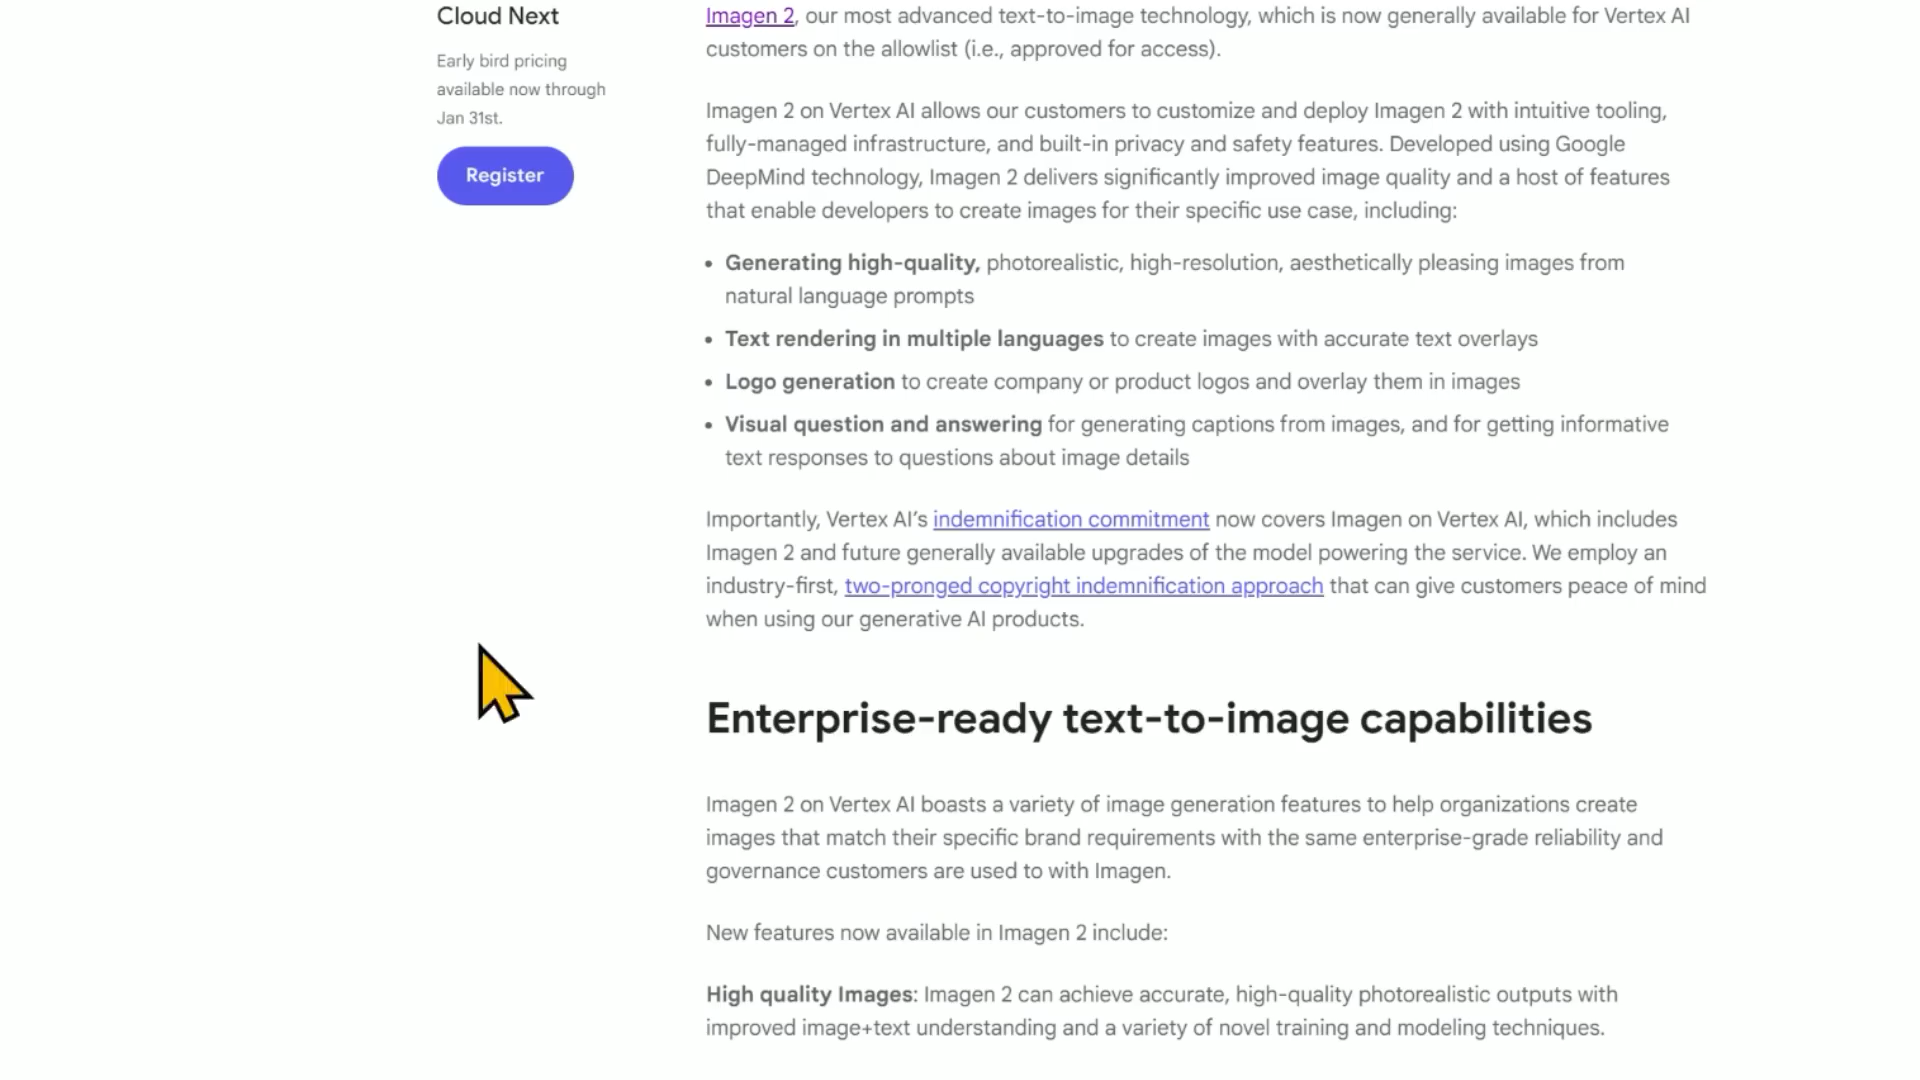 Cloud Next
Early bird pricing
available now through
Jan 31st.
Register
Imagen 2, our most advanced text-to-image technology, which is now generally available for Vertex AI
customers on the allowlist (i.e., approved for access).
Imagen 2 on Vertex AI allows our customers to customize and deploy Imagen 2 with intuitive tooling,
fully-managed infrastructure, and built-in privacy and safety features. Developed using Google
DeepMind technology, Imagen 2 delivers significantly improved image quality and a host of features
that enable developers to create images for their specific use case, including:
• Generating high-quality, photorealistic, high-resolution, aesthetically pleasing images from
natural language prompts
• Text rendering in multiple languages to create images with accurate text overlays
• Logo generation to create company or product logos and overlay them in images
• Visual question and answering for generating captions from images, and for getting informative
text responses to questions about image details
Importantly, Vertex AI’s indemnification commitment now covers Imagen on Vertex AI, which includes
Imagen 2 and future generally available upgrades of the model powering the service. We employ an
industry-first, two-pronged copyright indemnification approach that can give customers peace of mind
when using our generative AI products.
Enterprise-ready text-to-image capabilities
Imagen 2 on Vertex AI boasts a variety of image generation features to help organizations create
images that match their specific brand requirements with the same enterprise-grade reliability and
governance customers are used to with Imagen.
New features now available in Imagen 2 include:
High quality Images: Imagen 2 can achieve accurate, high-quality photorealistic outputs with
improved image+text understanding and a variety of novel training and modeling techniques.